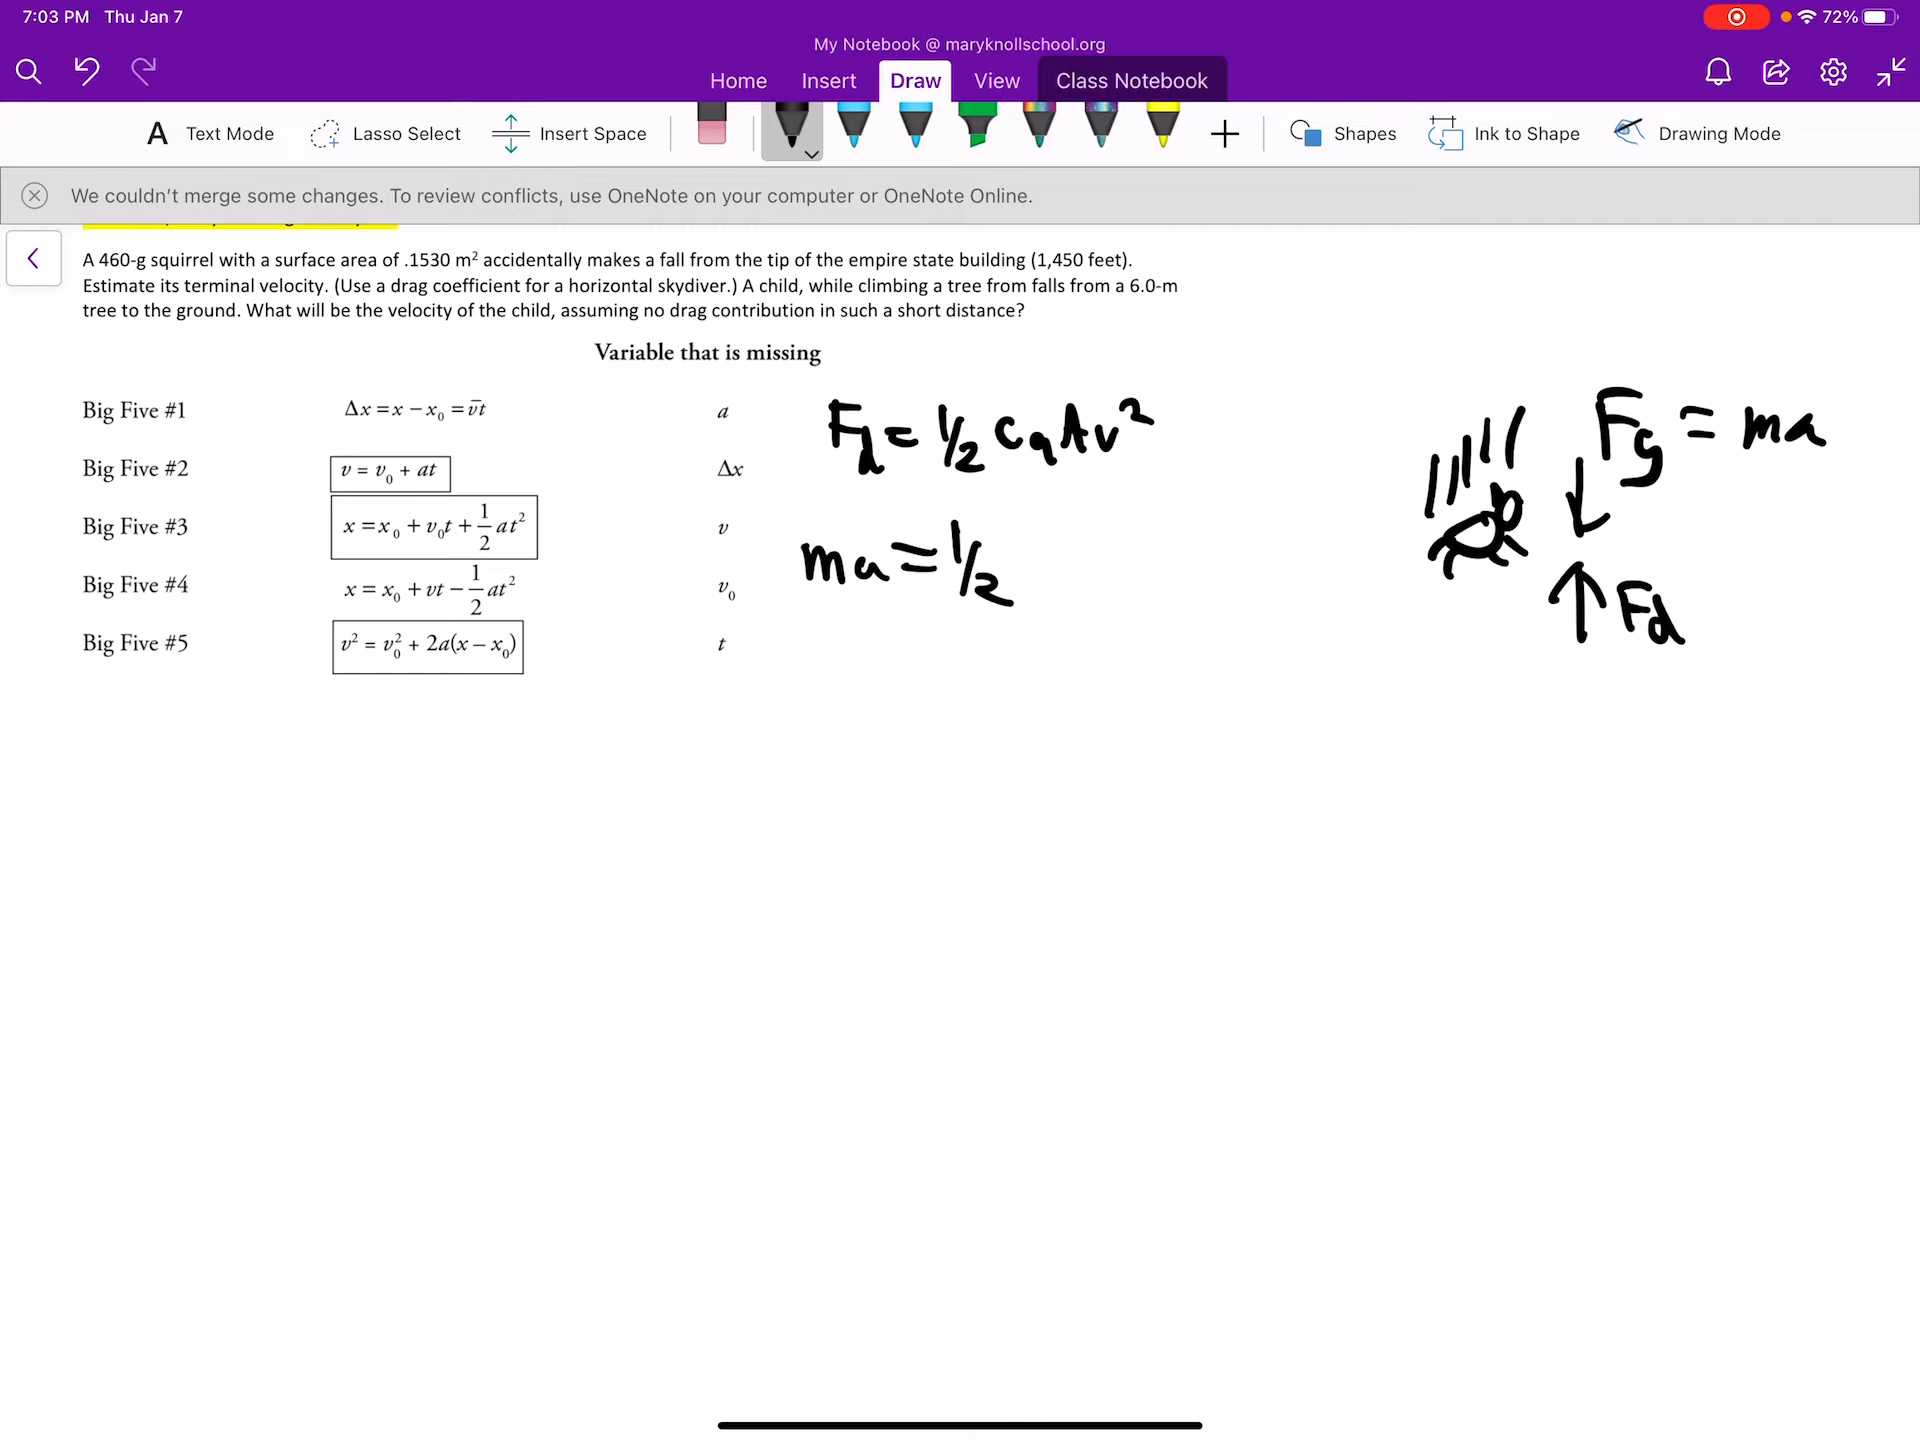 7:03 PM Thu Jan 7
72%
My Notebook @ maryknollschool.org
Home Insert Draw View Class Notebook
A Text Mode Lasso Select Insert Space Shapes Ink to Shape Drawing Mode
We couldn't merge some changes. To review conflicts, use OneNote on your computer or OneNote Online.
A 460-g squirrel with a surface area of .1530 m² accidentally makes a fall from the tip of the empire state building (1,450 feet).
Estimate its terminal velocity. (Use a drag coefficient for a horizontal skydiver.) A child, while climbing a tree from falls from a 6.0-m
tree to the ground. What will be the velocity of the child, assuming no drag contribution in such a short distance?
Variable that is missing
Big Five #1 Δx = x − x₀ = v̄t a
Big Five #2 v = v₀ + at Δx
Big Five #3 x = x₀ + v₀t + 1/2 at² v
Big Five #4 x = x₀ + vt − 1/2 at² v₀
Big Five #5 v² = v₀² + 2a(x − x₀) t
Fd = 1/2 CqAv²
ma = 1/2
Fg = ma
Fd